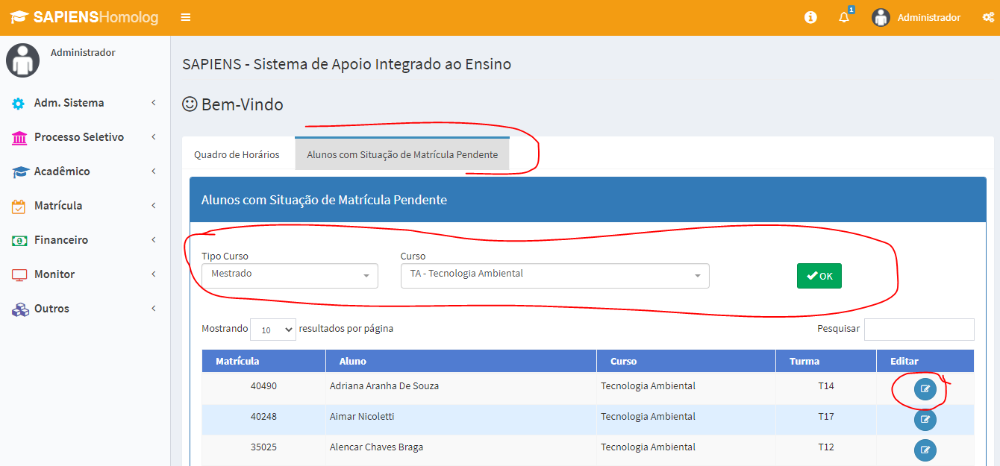 SAPIENSHomolog
1
Administrador
Administrador
Adm. Sistema
Processo Seletivo
Acadêmico
Matrícula
Financeiro
Monitor
Outros
SAPIENS - Sistema de Apoio Integrado ao Ensino
Bem-Vindo
Quadro de Horários Alunos com Situação de Matrícula Pendente
Alunos com Situação de Matrícula Pendente
Tipo Curso Curso
Mestrado TA - Tecnologia Ambiental OK
Mostrando 10 resultados por página Pesquisar
Matrícula Aluno Curso Turma Editar
40490 Adriana Aranha De Souza Tecnologia Ambiental T14
40248 Aimar Nicoletti Tecnologia Ambiental T17
35025 Alencar Chaves Braga Tecnologia Ambiental T12